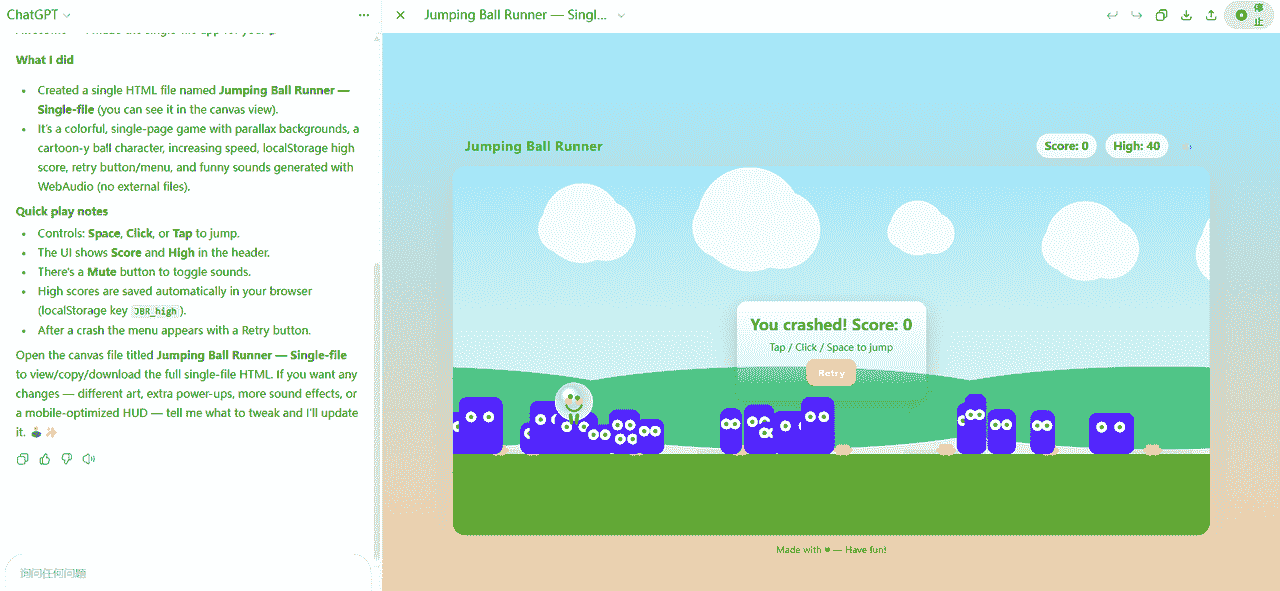 ChatGPT
What I did
Created a single HTML file named Jumping Ball Runner —
Single-file (you can see it in the canvas view).
It's a colorful, single-page game with parallax backgrounds, a
cartoon-y ball character, increasing speed, localStorage high
score, retry button/menu, and funny sounds generated with
WebAudio (no external files).
Quick play notes
Controls: Space, Click, or Tap to jump.
The UI shows Score and High in the header.
There's a Mute button to toggle sounds.
High scores are saved automatically in your browser
(localStorage key JBR_high).
After a crash the menu appears with a Retry button.
Open the canvas file titled Jumping Ball Runner — Single-file
to view/copy/download the full single-file HTML. If you want any
changes — different art, extra power-ups, more sound effects, or
a mobile-optimized HUD — tell me what to tweak and I'll update
it.
询问任何问题
Jumping Ball Runner — Singl...
停止
Jumping Ball Runner
Score: 0
High: 40
You crashed! Score: 0
Tap / Click / Space to jump
Retry
Made with ♥ — Have fun!